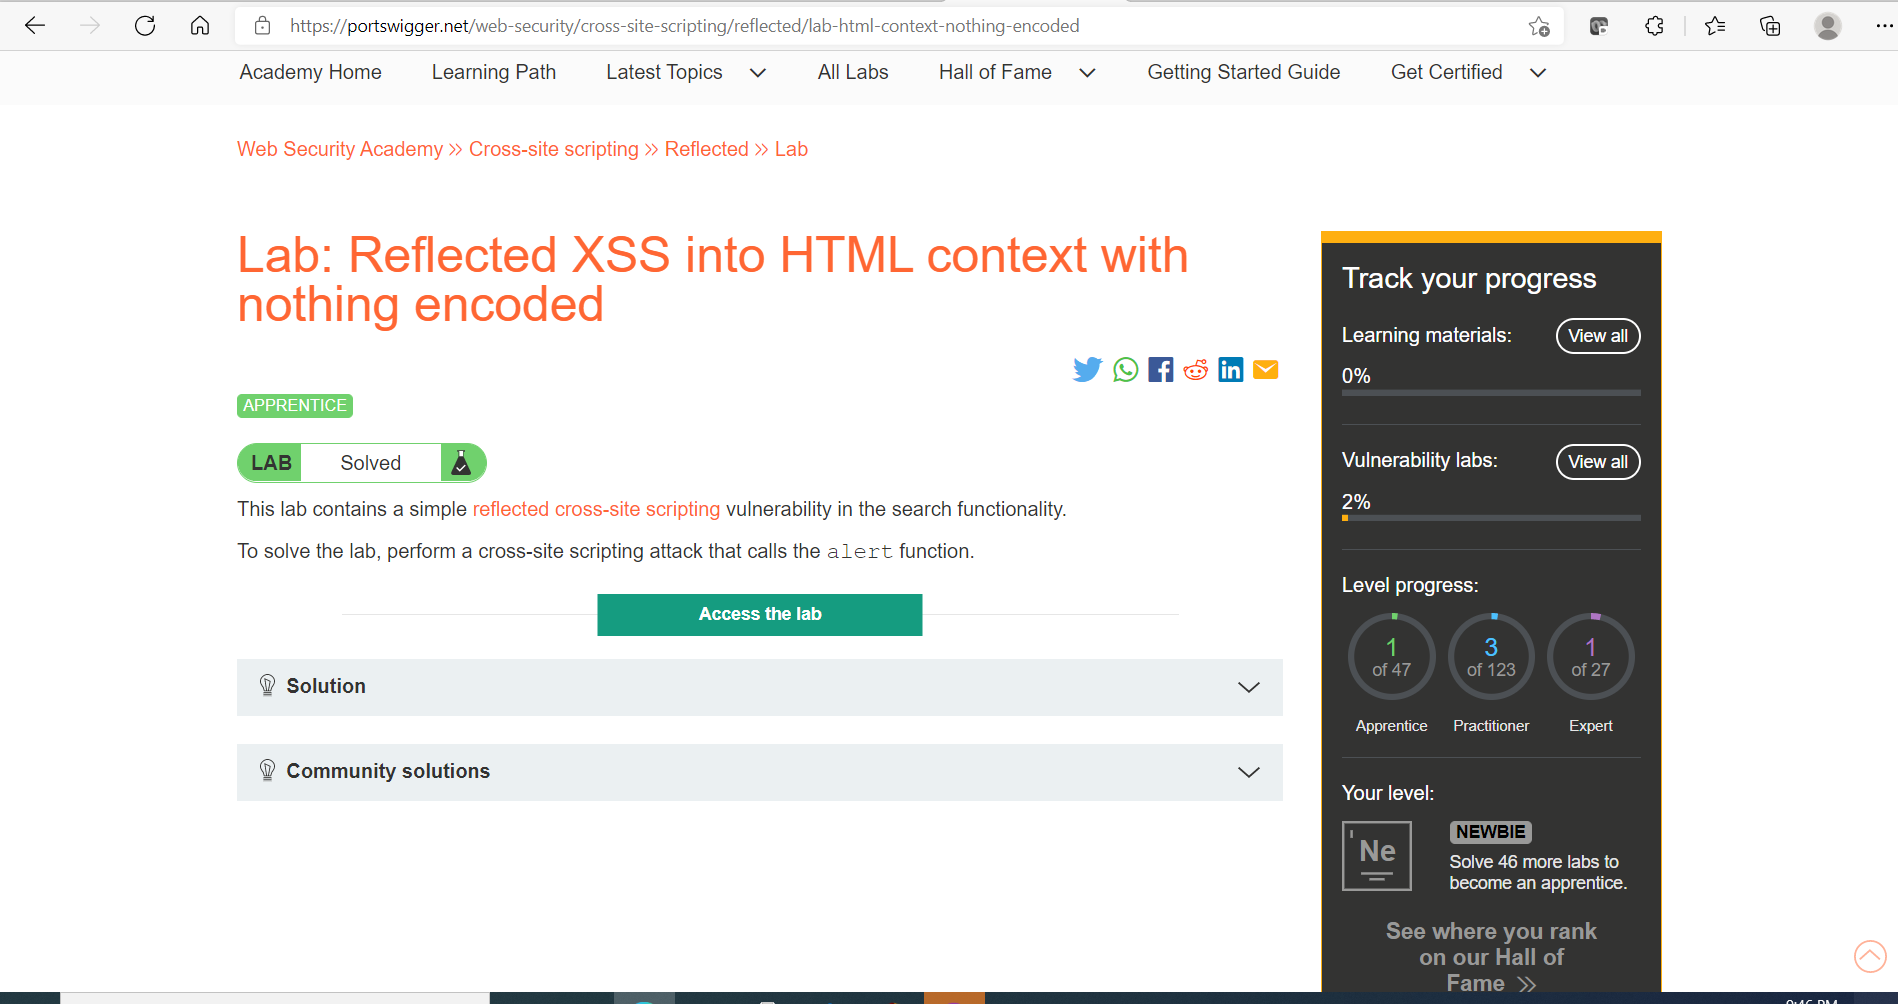 https://portswigger.net/web-security/cross-site-scripting/reflected/lab-html-context-nothing-encoded
Academy Home Learning Path Latest Topics All Labs Hall of Fame Getting Started Guide Get Certified
Web Security Academy » Cross-site scripting » Reflected » Lab
Lab: Reflected XSS into HTML context with
nothing encoded
APPRENTICE
LAB Solved
This lab contains a simple reflected cross-site scripting vulnerability in the search functionality.
To solve the lab, perform a cross-site scripting attack that calls the alert function.
Access the lab
Solution
Community solutions
Track your progress
Learning materials: View all
0%
Vulnerability labs: View all
2%
Level progress:
1 3 1
of 47 of 123 of 27
Apprentice Practitioner Expert
Your level:
Ne
NEWBIE
Solve 46 more labs to
become an apprentice.
See where you rank
on our Hall of
Fame »